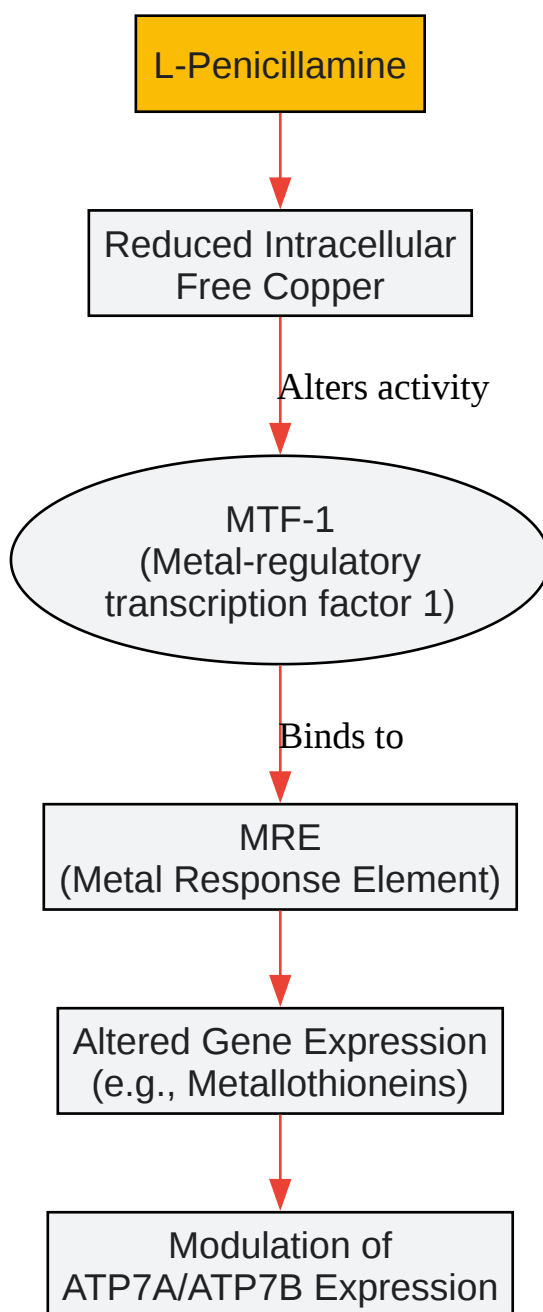 L-Penicillamine
Reduced Intracellular
Free Copper
Alters activity
MTF-1
(Metal-regulatory
transcription factor 1)
Binds to
MRE
(Metal Response Element)
Altered Gene Expression
(e.g., Metallothioneins)
Modulation of
ATP7A/ATP7B Expression